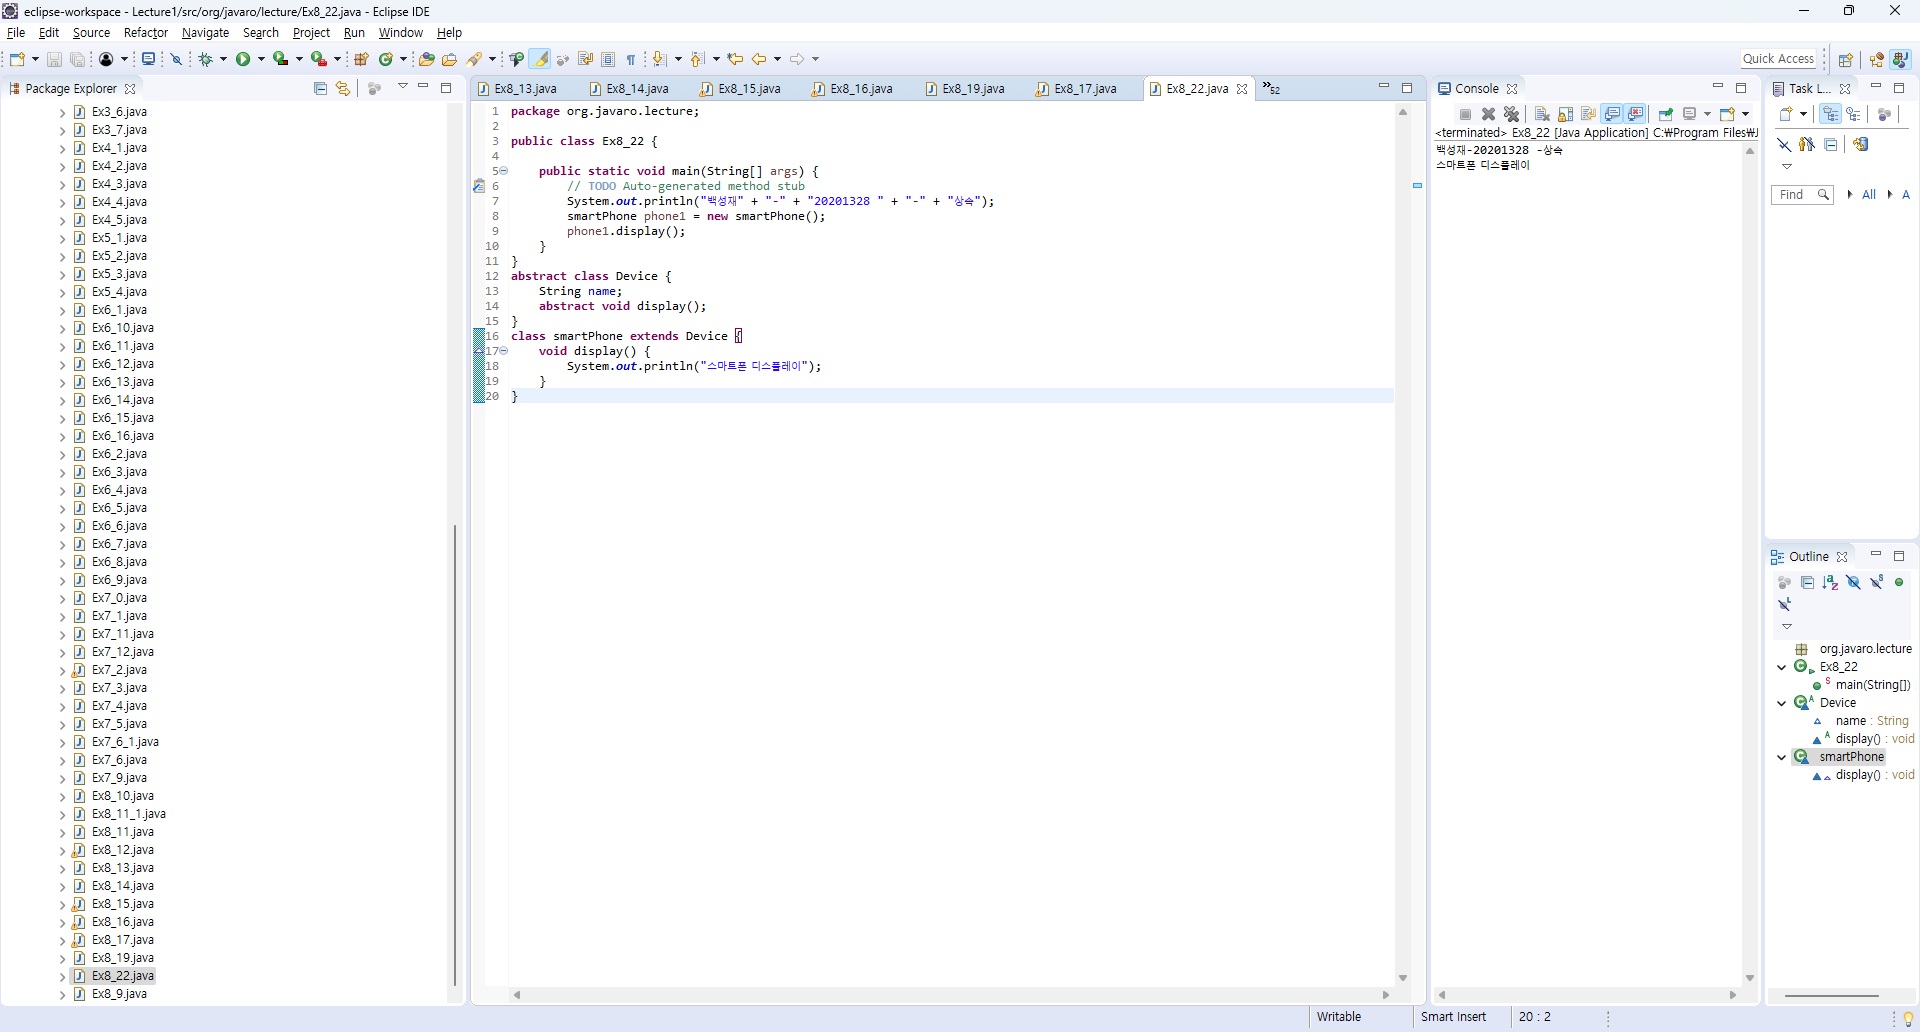 eclipse-workspace - Lecture1/src/org/javaro/lecture/Ex8_22.java - Eclipse IDE
File Edit Source Refactor Navigate Search Project Run Window Help
Quick Access
Package Explorer
Ex3_6.java
Ex3_7.java
Ex4_1.java
Ex4_2.java
Ex4_3.java
Ex4_4.java
Ex4_5.java
Ex5_1.java
Ex5_2.java
Ex5_3.java
Ex5_4.java
Ex6_1.java
Ex6_10.java
Ex6_11.java
Ex6_12.java
Ex6_13.java
Ex6_14.java
Ex6_15.java
Ex6_16.java
Ex6_2.java
Ex6_3.java
Ex6_4.java
Ex6_5.java
Ex6_6.java
Ex6_7.java
Ex6_8.java
Ex6_9.java
Ex7_0.java
Ex7_1.java
Ex7_11.java
Ex7_12.java
Ex7_2.java
Ex7_3.java
Ex7_4.java
Ex7_5.java
Ex7_6_1.java
Ex7_6.java
Ex7_9.java
Ex8_10.java
Ex8_11_1.java
Ex8_11.java
Ex8_12.java
Ex8_13.java
Ex8_14.java
Ex8_15.java
Ex8_16.java
Ex8_17.java
Ex8_19.java
Ex8_22.java
Ex8_9.java
Ex8_13.java Ex8_14.java Ex8_15.java Ex8_16.java Ex8_19.java Ex8_17.java Ex8_22.java »52
1 package org.javaro.lecture;
2
3 public class Ex8_22 {
4
5 public static void main(String[] args) {
6 // TODO Auto-generated method stub
7 System.out.println("백성재" + "-" + "20201328 " + "-" + "상속");
8 smartPhone phone1 = new smartPhone();
9 phone1.display();
10 }
11 }
12 abstract class Device {
13 String name;
14 abstract void display();
15 }
16 class smartPhone extends Device {
17 void display() {
18 System.out.println("스마트폰 디스플레이");
19 }
20 }
Console
<terminated> Ex8_22 [Java Application] C:₩Program Files₩J
백성재-20201328 -상속
스마트폰 디스플레이
Task L...
Find All A
Outline
org.javaro.lecture
Ex8_22
main(String[])
Device
name : String
display() : void
smartPhone
display() : void
Writable Smart Insert 20 : 2